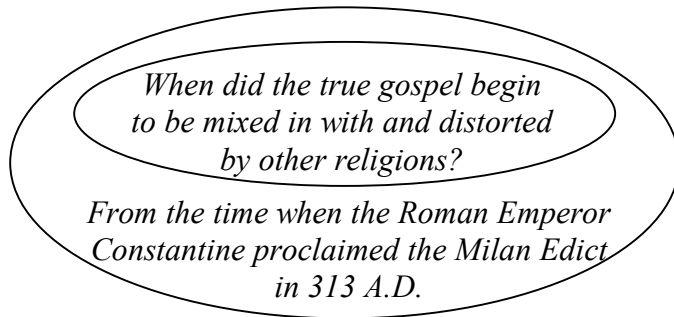 When did the true gospel begin
to be mixed in with and distorted
by other religions?
From the time when the Roman Emperor
Constantine proclaimed the Milan Edict
in 313 A.D.